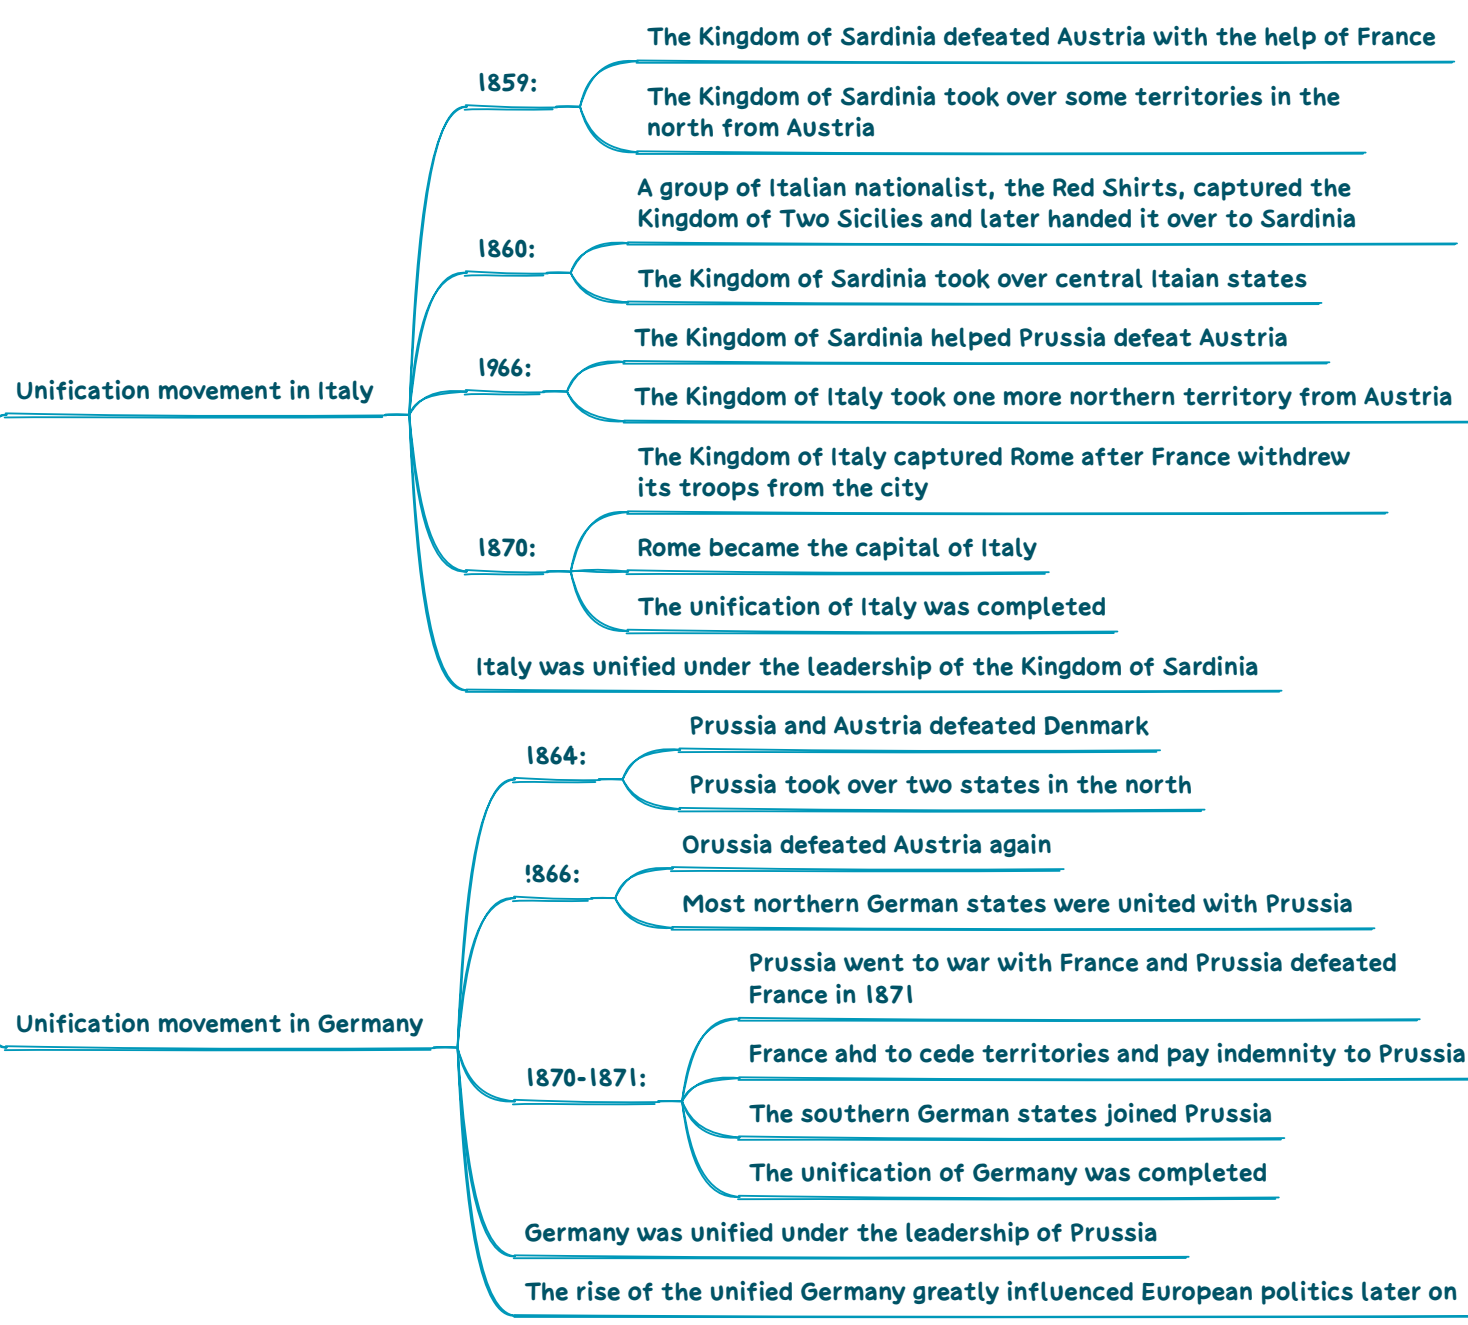 The Kingdom of Sardinia defeated Austria with the help of France
1859:
The Kingdom of Sardinia took over some territories in the
north from Austria
A group of Italian nationalist, the Red Shirts, captured the
Kingdom of Two Sicilies and later handed it over to Sardinia
1860:
The Kingdom of Sardinia took over central Itaian states
The Kingdom of Sardinia helped Prussia defeat Austria
1966:
Unification movement in Italy
The Kingdom of Italy took one more northern territory from Austria
The Kingdom of Italy captured Rome after France withdrew
its troops from the city
1870:
Rome became the capital of Italy
The unification of Italy was completed
Italy was unified under the leadership of the Kingdom of Sardinia
Prussia and Austria defeated Denmark
1864:
Prussia took over two states in the north
Orussia defeated Austria again
!866:
Most northern German states were united with Prussia
Prussia went to war with France and Prussia defeated
France in 1871
Unification movement in Germany
France ahd to cede territories and pay indemnity to Prussia
1870-1871:
The southern German states joined Prussia
The unification of Germany was completed
Germany was unified under the leadership of Prussia
The rise of the unified Germany greatly influenced European politics later on